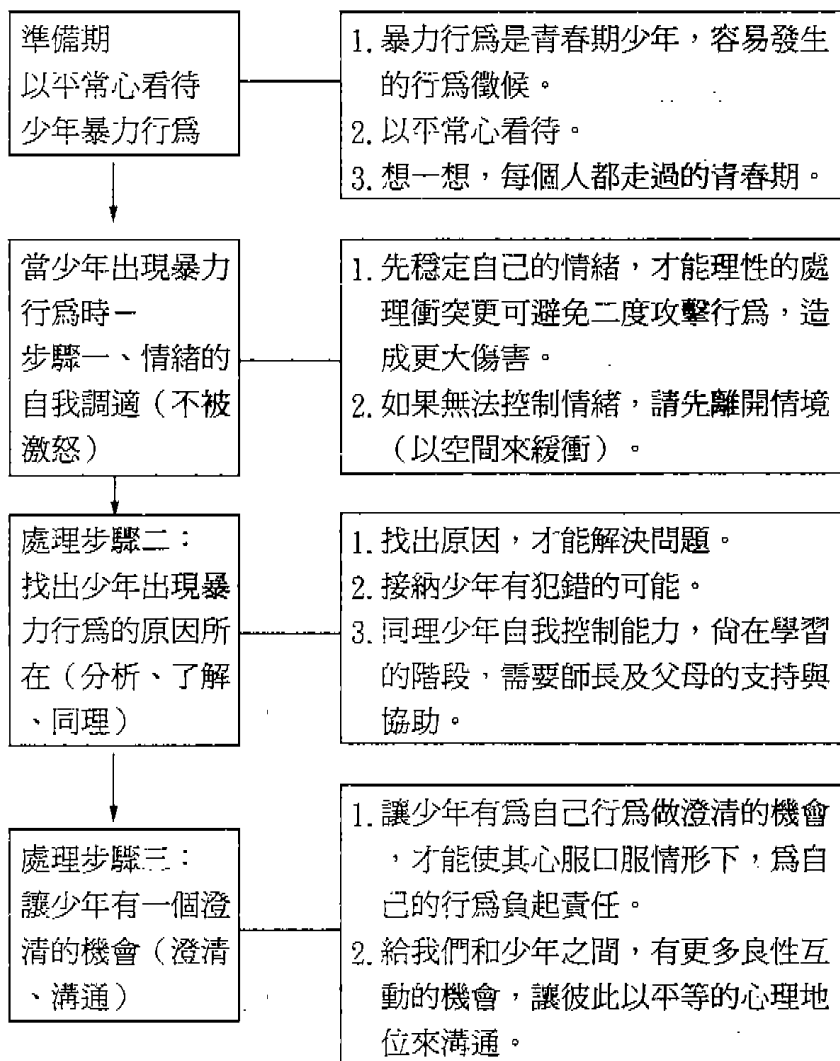 準備期
以平常心看待
少年暴力行爲
1. 暴力行爲是青春期少年，容易發生
的行爲徵候。
2. 以平常心看待。
3. 想一想，每個人都走過的青春期。
當少年出現暴力
行爲時－
步驟一、情緒的
自我調適（不被
激怒）
1. 先穩定自己的情緒，才能理性的處
理衝突更可避免二度攻擊行爲，造
成更大傷害。
2. 如果無法控制情緒，請先離開情境
（以空間來緩衝）。
處理步驟二：
找出少年出現暴
力行爲的原因所
在（分析、了解
、同理）
1. 找出原因，才能解決問題。
2. 接納少年有犯錯的可能。
3. 同理少年自我控制能力，尙在學習
的階段，需要師長及父母的支持與
協助。
處理步驟三：
讓少年有一個澄
清的機會（澄清
、溝通）
1. 讓少年有爲自己行爲做澄清的機會
，才能使其心服口服情形下，爲自
己的行爲負起責任。
2. 給我們和少年之間，有更多良性互
動的機會，讓彼此以平等的心理地
位來溝通。